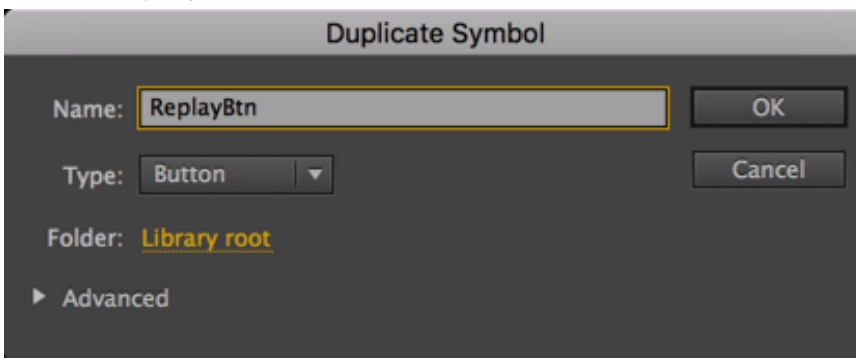 Duplicate Symbol
Name: ReplayBtn OK
Type: Button Cancel
Folder: Library root
Advanced